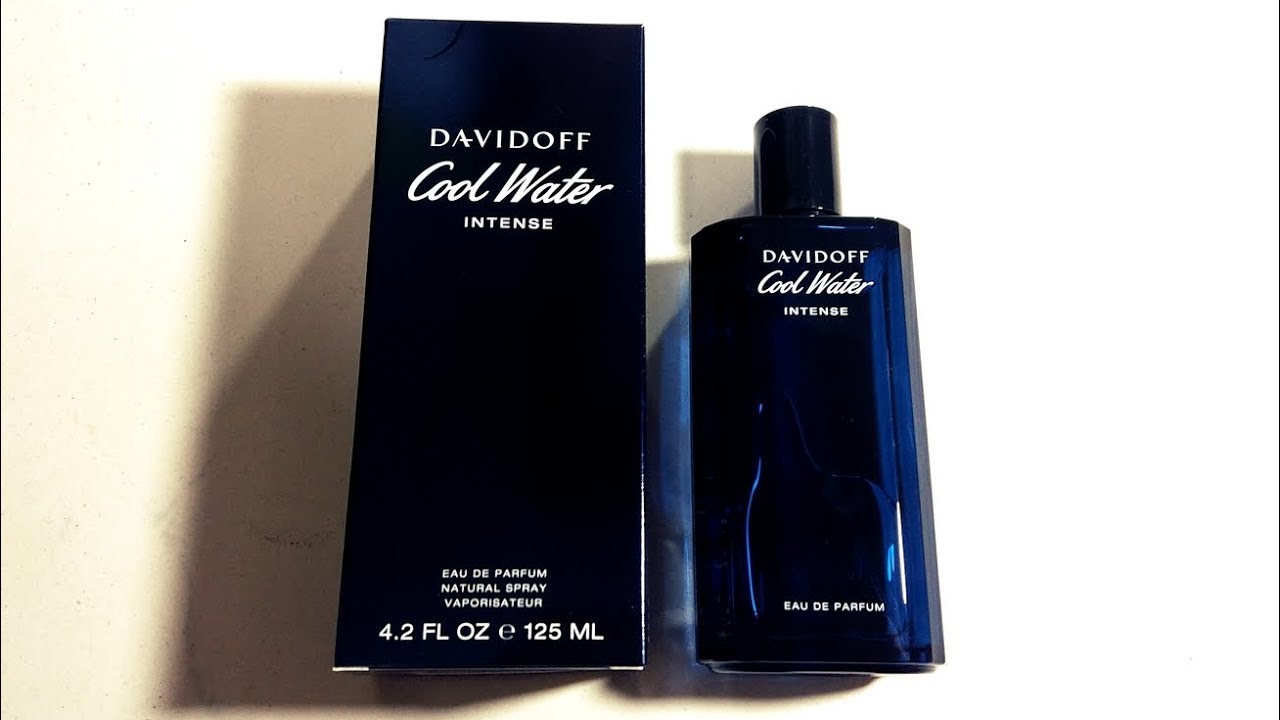 DAVIDOFF
Cool Water
INTENSE
EAU DE PARFUM
NATURAL SPRAY
VAPORISATEUR
4.2 FL OZ ℮ 125 ML
DAVIDOFF
Cool Water
INTENSE
EAU DE PARFUM